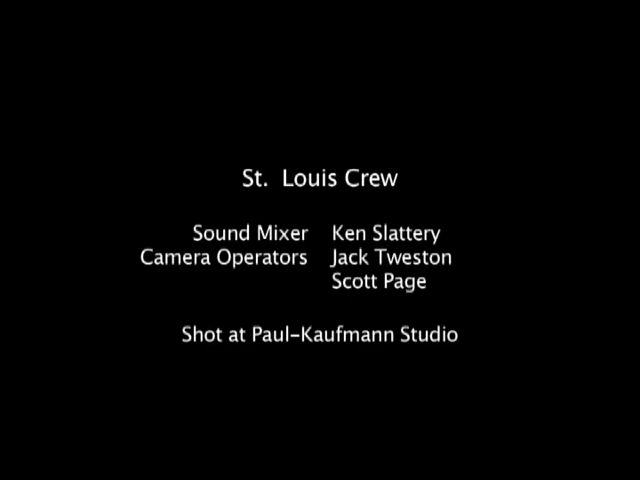 St. Louis Crew
Sound Mixer Ken Slattery
Camera Operators Jack Tweston
Scott Page
Shot at Paul-Kaufmann Studio